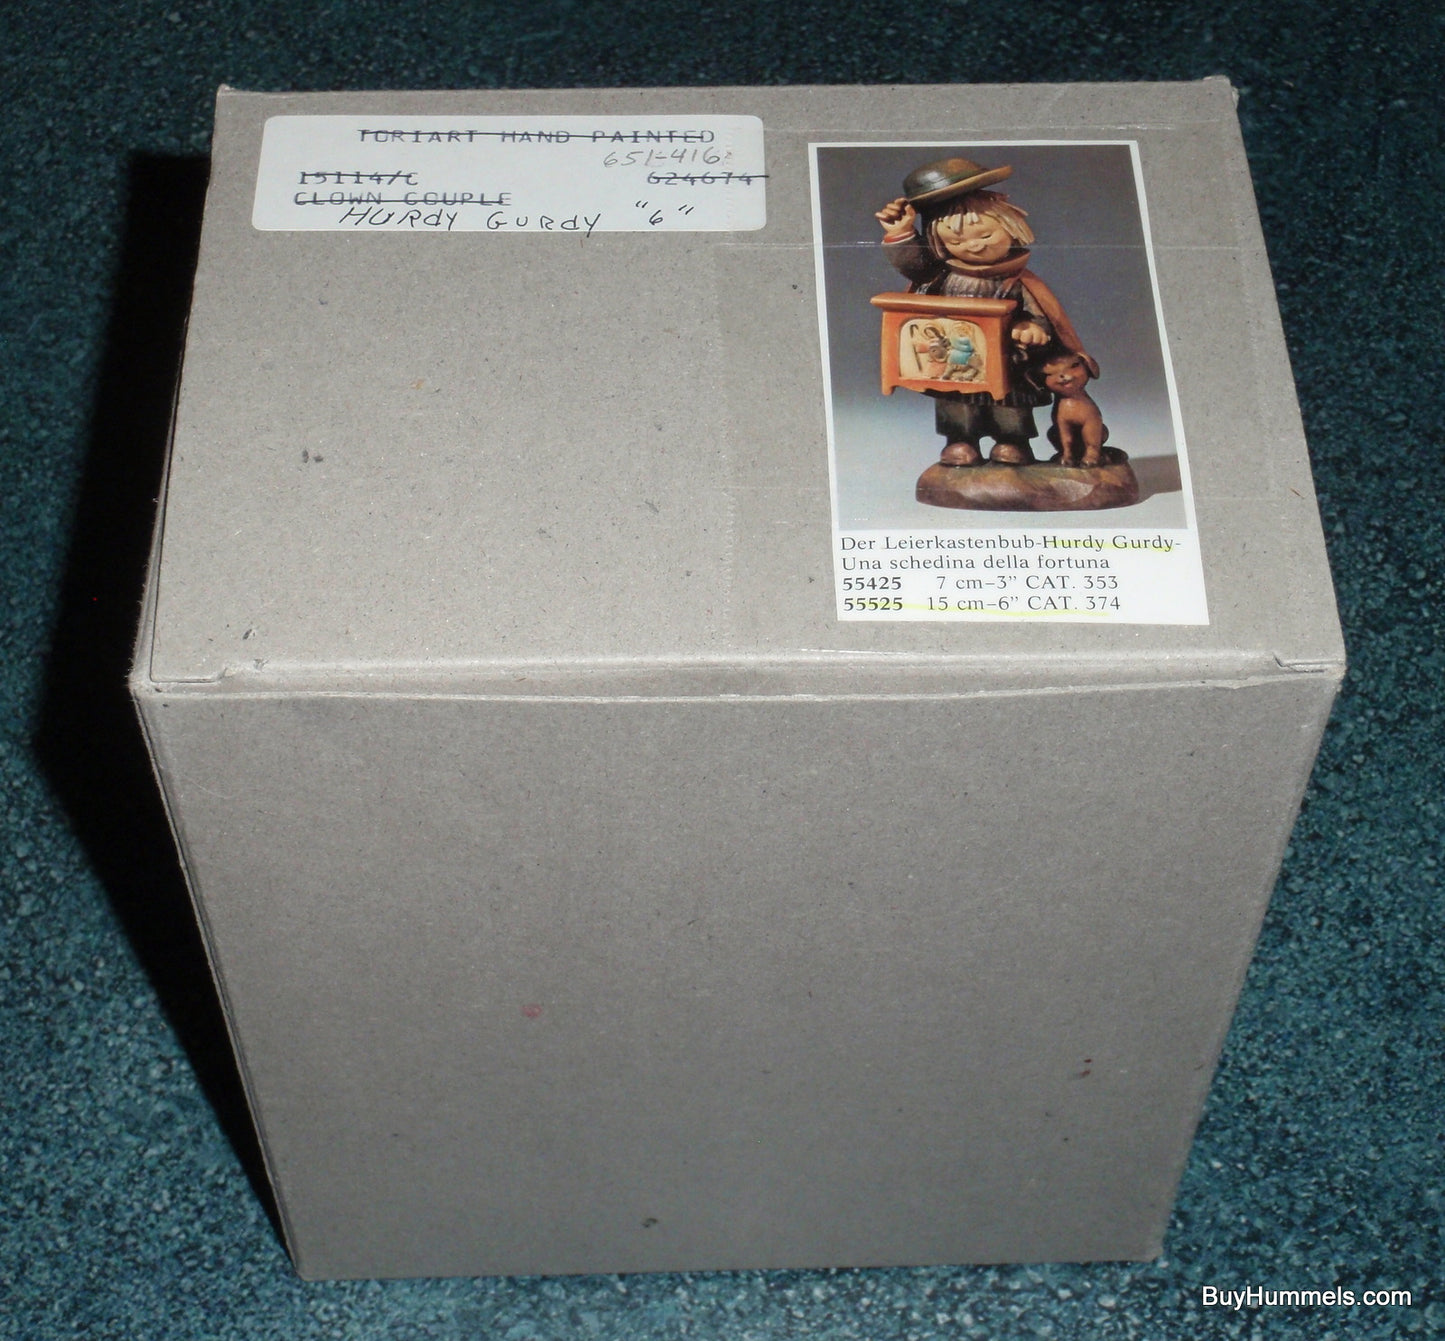 TORIART HAND PAINTED
651-416
15114/C 624674
CLOWN COUPLE
HURdY GURdY "6"
Der Leierkastenbub-Hurdy Gurdy-
Una schedina della fortuna
55425 7 cm–3” CAT. 353
55525 15 cm–6” CAT. 374
BuyHummels.com